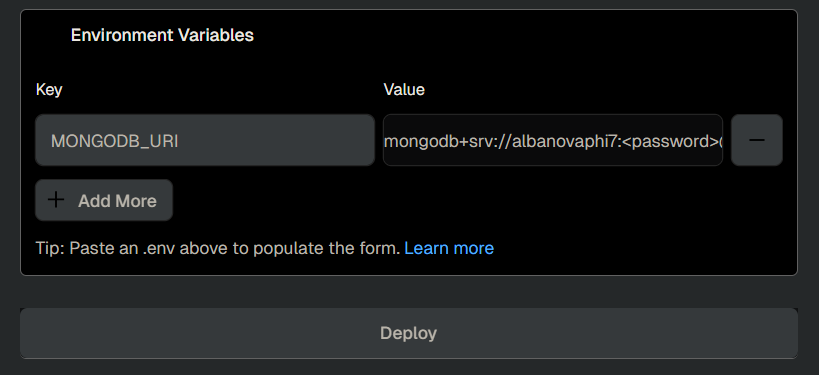 Environment Variables
Key Value
MONGODB_URI mongodb+srv://albanovaphi7:<password>@
Add More
Tip: Paste an .env above to populate the form. Learn more
Deploy